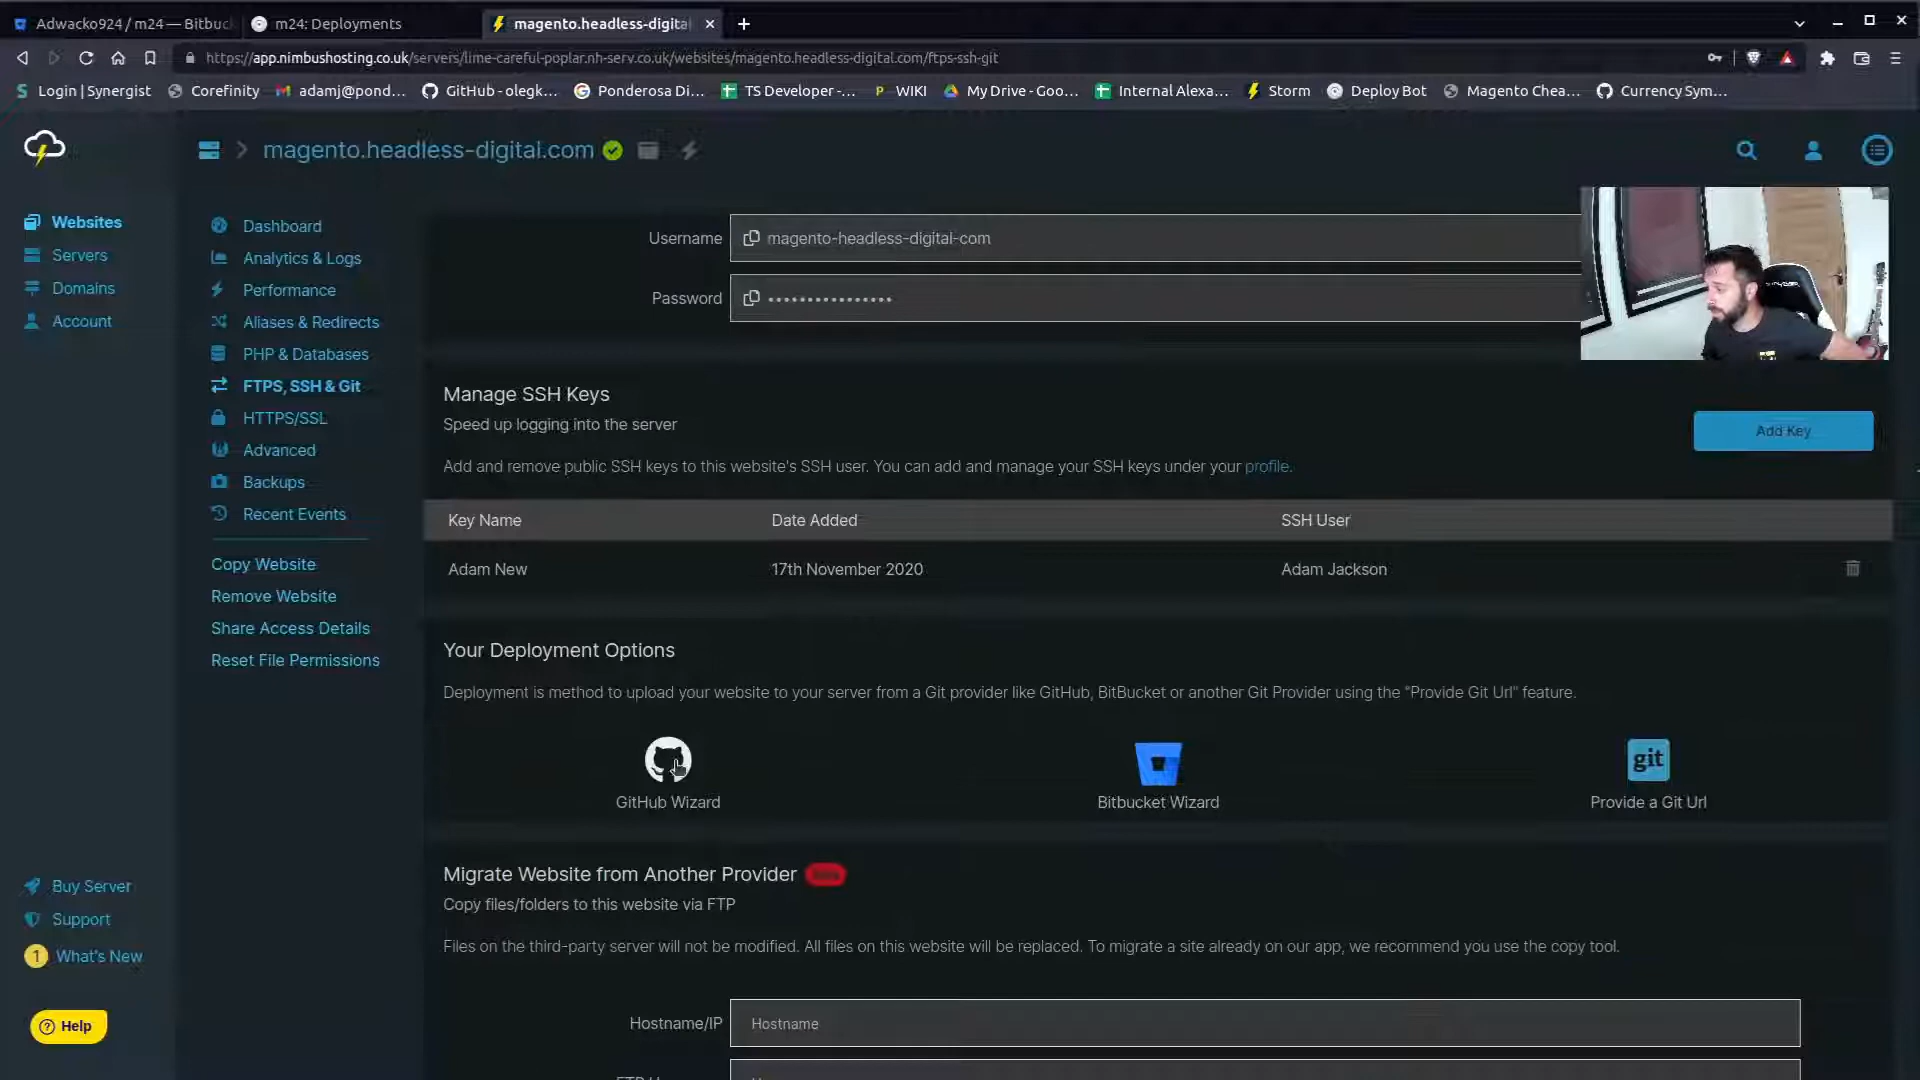 Adwacko924 / m24 — Bitbuc
m24: Deployments
magento.headless-digital
https://app.nimbushosting.co.uk/servers/lime-careful-poplar.nh-serv.co.uk/websites/magento.headless-digital.com/ftps-ssh-git
Login | Synergist
Corefinity
adamj@pond...
GitHub - olegk...
Ponderosa Di...
TS Developer -...
WIKI
My Drive - Goo...
Internal Alexa...
Storm
Deploy Bot
Magento Chea...
Currency Sym...
magento.headless-digital.com
Websites
Servers
Domains
Account
Dashboard
Analytics & Logs
Performance
Aliases & Redirects
PHP & Databases
FTPS, SSH & Git
HTTPS/SSL
Advanced
Backups
Recent Events
Copy Website
Remove Website
Share Access Details
Reset File Permissions
Username
magento-headless-digital-com
Password
Manage SSH Keys
Speed up logging into the server
Add Key
Add and remove public SSH keys to this website's SSH user. You can add and manage your SSH keys under your profile.
Key Name Date Added SSH User
Adam New 17th November 2020 Adam Jackson
Your Deployment Options
Deployment is method to upload your website to your server from a Git provider like GitHub, BitBucket or another Git Provider using the "Provide Git Url" feature.
git
GitHub Wizard
Bitbucket Wizard
Provide a Git Url
Migrate Website from Another Provider
Copy files/folders to this website via FTP
Files on the third-party server will not be modified. All files on this website will be replaced. To migrate a site already on our app, we recommend you use the copy tool.
Hostname/IP
Hostname
Buy Server
Support
1 What's New
Help